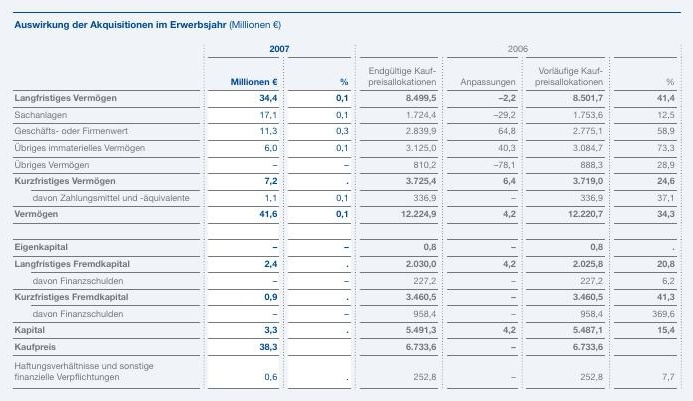 Auswirkung der Akquisitionen im Erwerbsjahr (Millionen €)
2007 2006
Millionen € % Endgültige Kauf-preisallokationen Anpassungen Vorläufige Kauf-preisallokationen %
Langfristiges Vermögen 34,4 0,1 8.499,5 –2,2 8.501,7 41,4
Sachanlagen 17,1 0,1 1.724,4 –29,2 1.753,6 12,5
Geschäfts- oder Firmenwert 11,3 0,3 2.839,9 64,8 2.775,1 58,9
Übriges immaterielles Vermögen 6,0 0,1 3.125,0 40,3 3.084,7 73,3
Übriges Vermögen – – 810,2 –78,1 888,3 28,9
Kurzfristiges Vermögen 7,2 . 3.725,4 6,4 3.719,0 24,6
davon Zahlungsmittel und -äquivalente 1,1 0,1 336,9 – 336,9 37,1
Vermögen 41,6 0,1 12.224,9 4,2 12.220,7 34,3
Eigenkapital – – 0,8 – 0,8 .
Langfristiges Fremdkapital 2,4 . 2.030,0 4,2 2.025,8 20,8
davon Finanzschulden – – 227,2 – 227,2 6,2
Kurzfristiges Fremdkapital 0,9 . 3.460,5 – 3.460,5 41,3
davon Finanzschulden – – 958,4 – 958,4 369,6
Kapital 3,3 . 5.491,3 4,2 5.487,1 15,4
Kaufpreis 38,3 6.733,6 – 6.733,6
Haftungsverhältnisse und sonstige
finanzielle Verpflichtungen 0,6 . 252,8 – 252,8 7,7